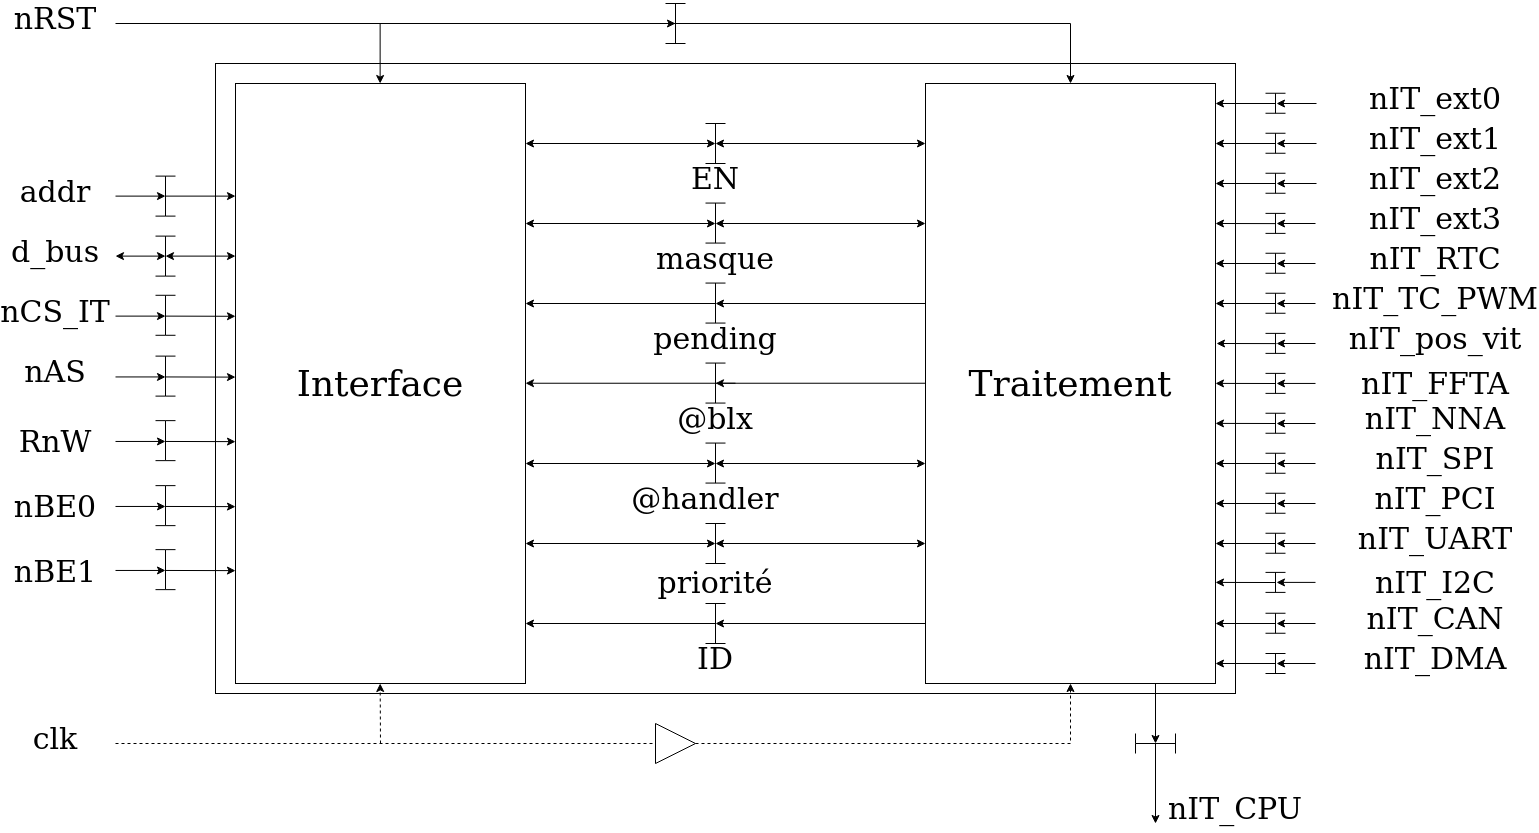 nRST
addr
d_bus
nCS_IT
nAS
RnW
nBE0
nBE1
clk
Interface
EN
masque
pending
@blx
@handler
priorité
ID
Traitement
nIT_ext0
nIT_ext1
nIT_ext2
nIT_ext3
nIT_RTC
nIT_TC_PWM
nIT_pos_vit
nIT_FFTA
nIT_NNA
nIT_SPI
nIT_PCI
nIT_UART
nIT_I2C
nIT_CAN
nIT_DMA
nIT_CPU